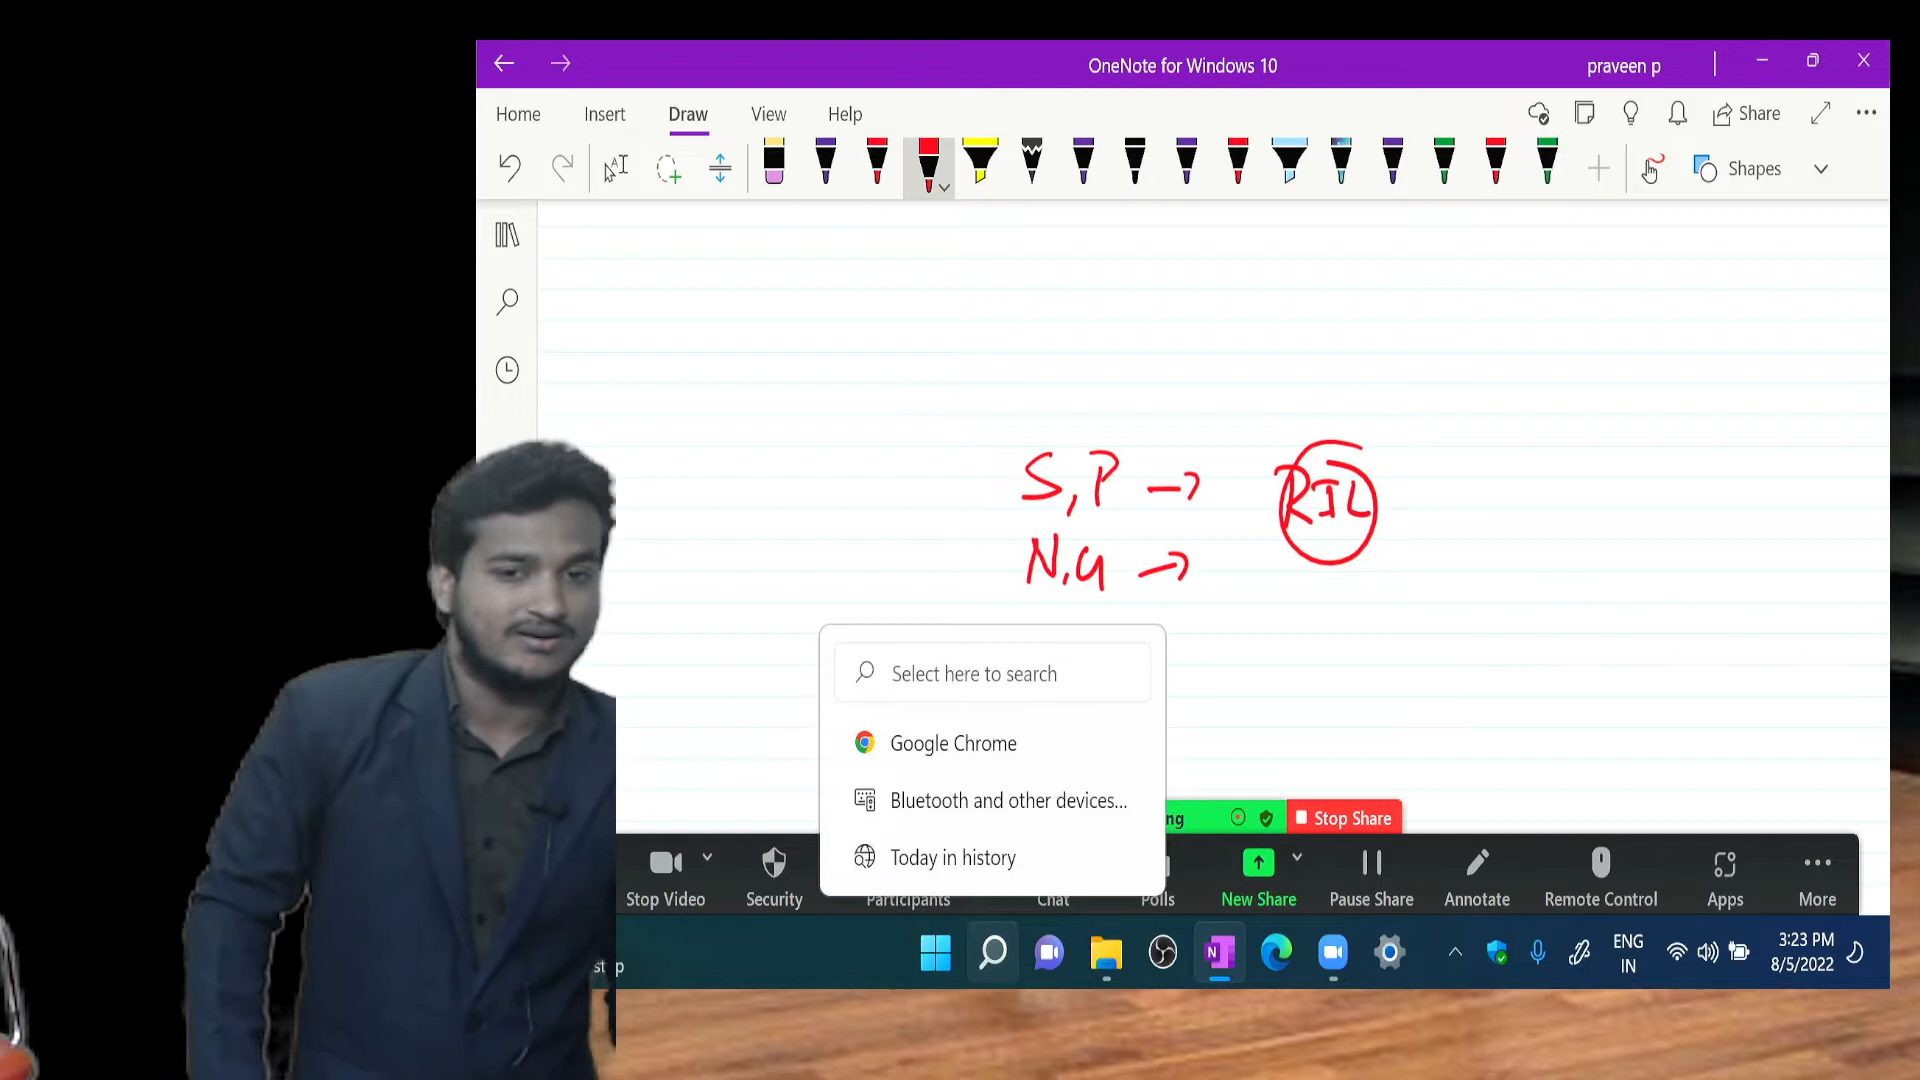 OneNote for Windows 10
praveen p
Home Insert Draw View Help
Share
Shapes
S, P → RIL
N, G →
Select here to search
Google Chrome
Bluetooth and other devices...
Today in history
ng
Stop Share
Stop Video
Security
Participants
Chat
Polls
New Share
Pause Share
Annotate
Remote Control
Apps
More
ENG
IN
3:23 PM
8/5/2022